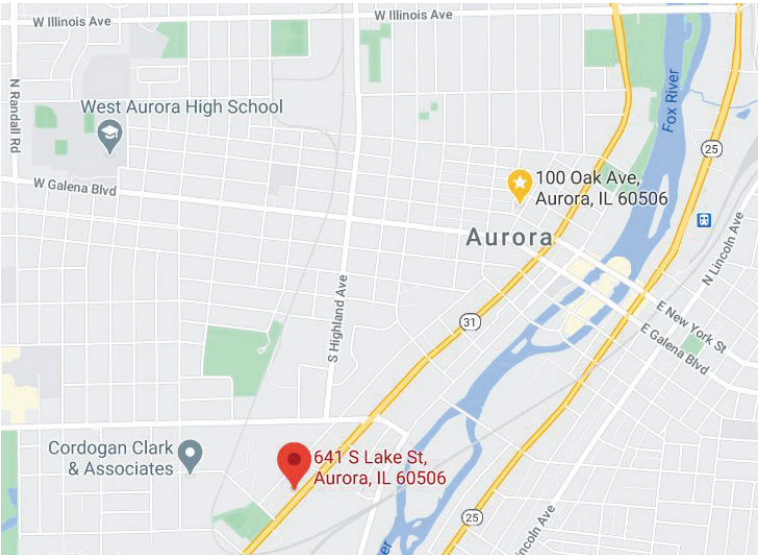 W Illinois Ave
W Illinois Ave
N Randall Rd
West Aurora High School
Fox River
25
W Galena Blvd
100 Oak Ave,
Aurora, IL 60506
Aurora
N Lincoln Ave
S Highland Ave
31
E New York St
E Galena Blvd
Cordogan Clark
& Associates
641 S Lake St,
Aurora, IL 60506
25
incoln Ave
er